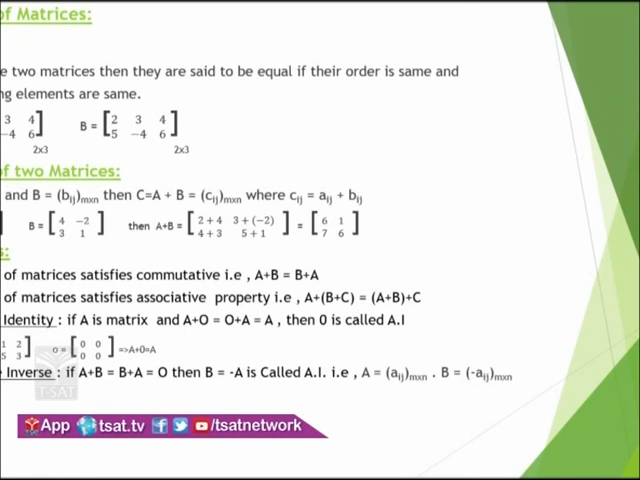 of Matrices:
e two matrices then they are said to be equal if their order is same and
ng elements are same.
3 4
−4 6] 2x3 B = [2 3 4
5 −4 6] 2x3
of two Matrices:
and B = (bij)mxn then C=A + B = (cij)mxn where cij = aij + bij
] B = [4 −2
3 1] then A+B = [2 + 4 3 + (−2)
4 + 3 5 + 1] = [6 1
7 6]
s:
of matrices satisfies commutative i.e , A+B = B+A
of matrices satisfies associative property i.e , A+(B+C) = (A+B)+C
Identity : if A is matrix and A+O = O+A = A , then 0 is called A.I
1 2
5 3] O = [0 0
0 0] =>A+0=A
e Inverse : if A+B = B+A = O then B = -A is Called A.I. i.e , A = (aij)mxn . B = (-aij)mxn
T-SAT
App tsat.tv /tsatnetwork